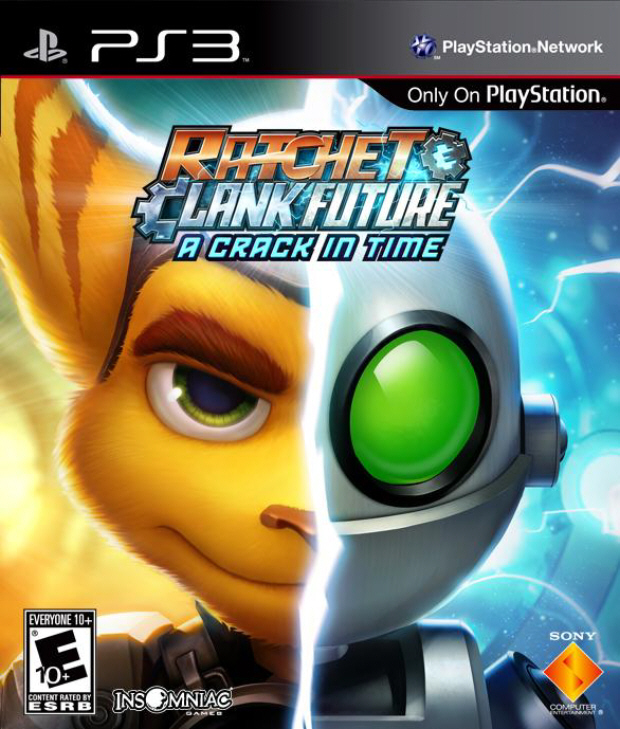 PS3
PlayStation®Network
Only On PlayStation®
RATCHET &
CLANK FUTURE
A CRACK IN TIME
EVERYONE 10+
E
10+
CONTENT RATED BY
ESRB
INSOMNIAC
GAMES
SONY
COMPUTER
ENTERTAINMENT®